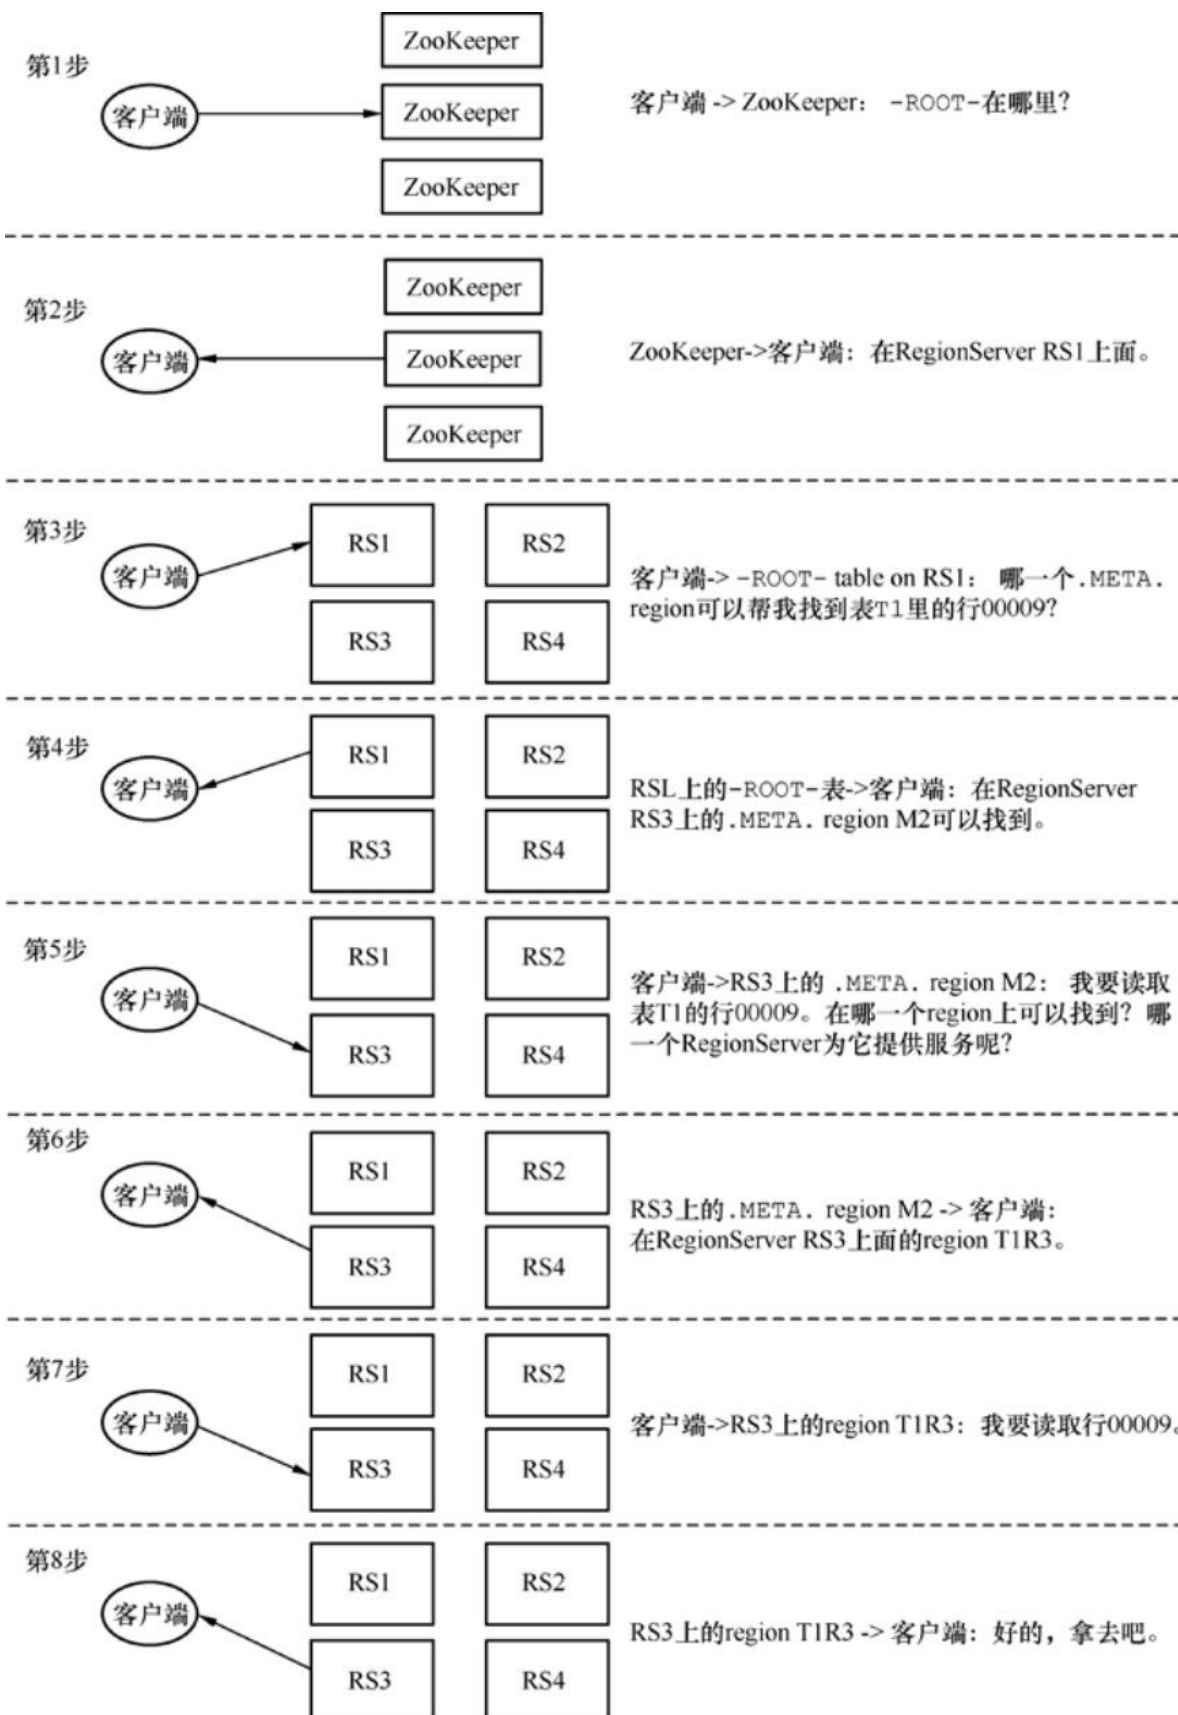 第1步
ZooKeeper
客户端
ZooKeeper
ZooKeeper
客户端 -> ZooKeeper： -ROOT-在哪里？
第2步
ZooKeeper
客户端
ZooKeeper
ZooKeeper
ZooKeeper->客户端：在RegionServer RS1上面。
第3步
客户端
RS1
RS2
RS3
RS4
客户端-> -ROOT- table on RS1： 哪一个.META.
region可以帮我找到表T1里的行00009？
第4步
客户端
RS1
RS2
RS3
RS4
RSL上的-ROOT-表->客户端：在RegionServer
RS3上的.META. region M2可以找到。
第5步
客户端
RS1
RS2
RS3
RS4
客户端->RS3上的 .META. region M2： 我要读取
表T1的行00009。在哪一个region上可以找到？哪
一个RegionServer为它提供服务呢？
第6步
客户端
RS1
RS2
RS3
RS4
RS3上的.META. region M2 -> 客户端：
在RegionServer RS3上面的region T1R3。
第7步
客户端
RS1
RS2
RS3
RS4
客户端->RS3上的region T1R3：我要读取行00009。
第8步
客户端
RS1
RS2
RS3
RS4
RS3上的region T1R3 -> 客户端：好的，拿去吧。